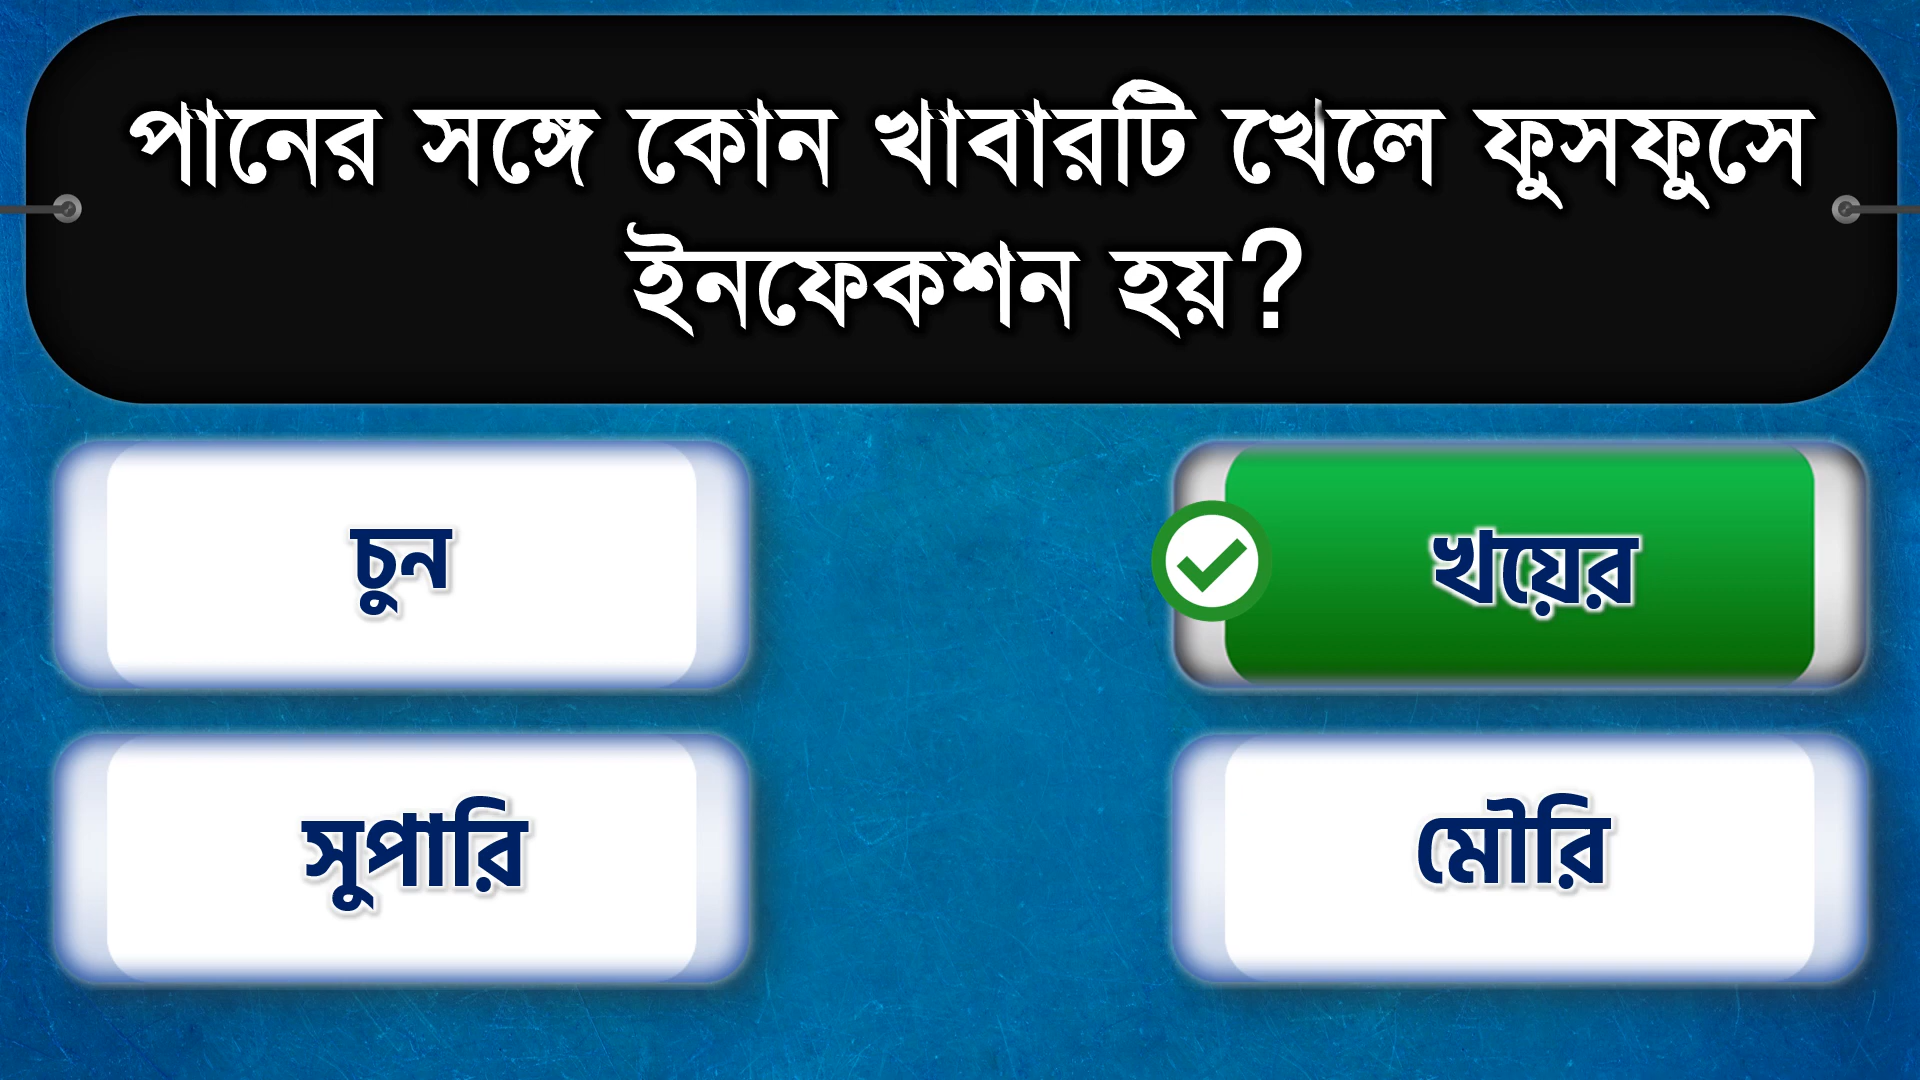 পানের সঙ্গে কোন খাবারটি খেলে ফুসফুসে
ইনফেকশন হয়?
চুন
খয়ের
সুপারি
মৌরি